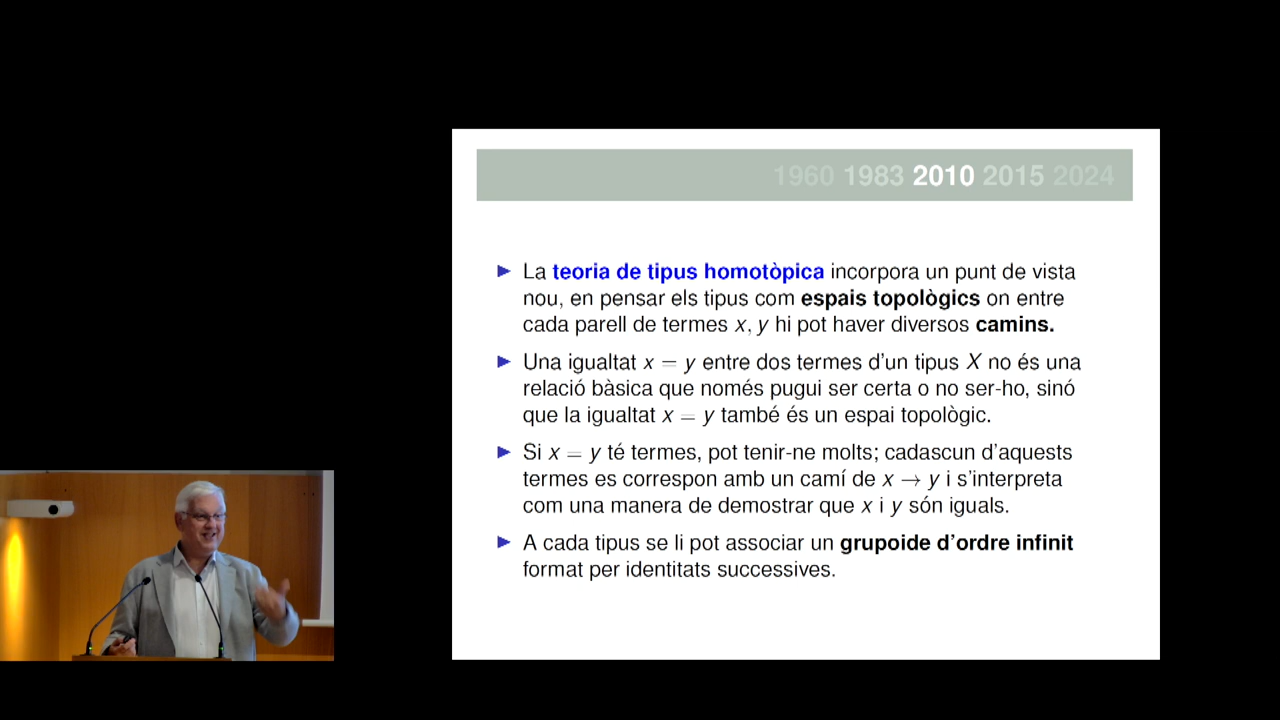 1960 1983 2010 2015 2024
La teoria de tipus homotòpica incorpora un punt de vista
nou, en pensar els tipus com espais topològics on entre
cada parell de termes x, y hi pot haver diversos camins.
Una igualtat x = y entre dos termes d'un tipus X no és una
relació bàsica que només pugui ser certa o no ser-ho, sinó
que la igualtat x = y també és un espai topològic.
Si x = y té termes, pot tenir-ne molts; cadascun d'aquests
termes es correspon amb un camí de x → y i s'interpreta
com una manera de demostrar que x i y són iguals.
A cada tipus se li pot associar un grupoide d'ordre infinit
format per identitats successives.